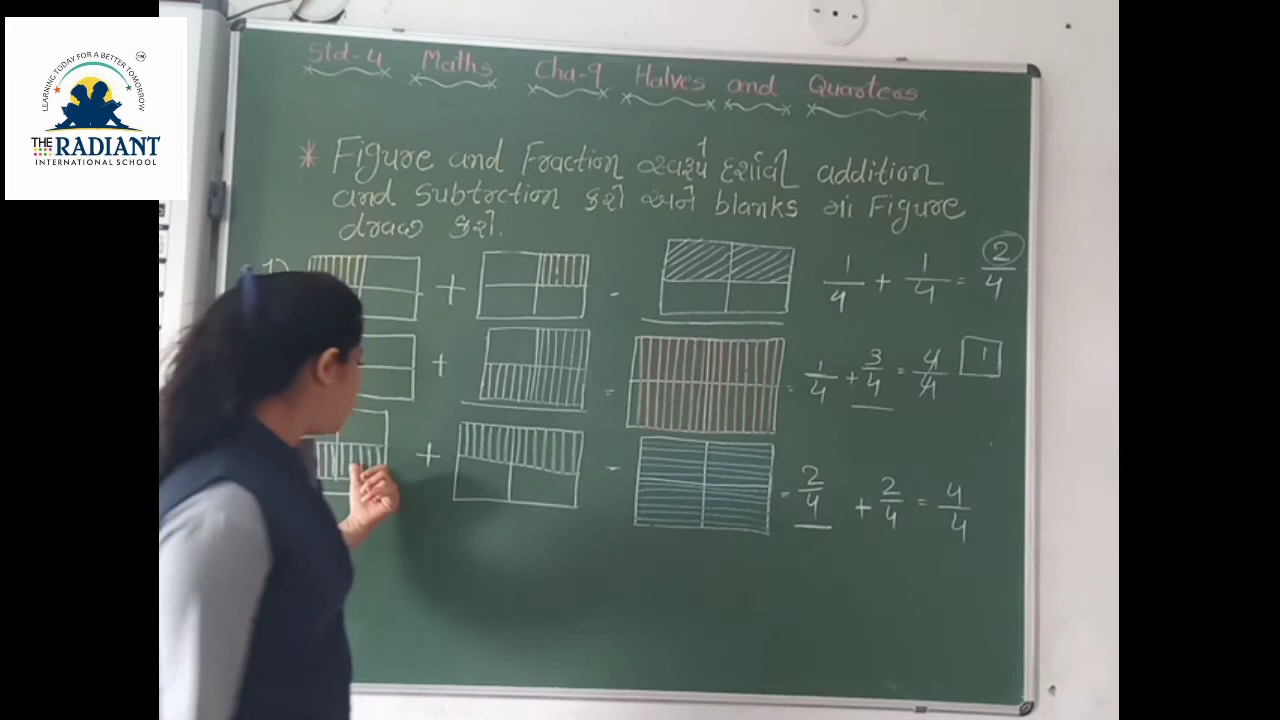 LEARNING TODAY FOR A BETTER TOMORROW
TM
THE RADIANT
INTERNATIONAL SCHOOL
Std-4 Maths Cha-9 Halves and Quarters
* Figure and Fraction સ્વરૂપે દર્શાવી addition
and subtrction કરો અને blanks માં Figure
draw કરો.
1) + - 1/4 + 1/4 = 2/4
+ = = 1/4 + 3/4 = 4/4 1
+ - = 2/4 + 2/4 = 4/4